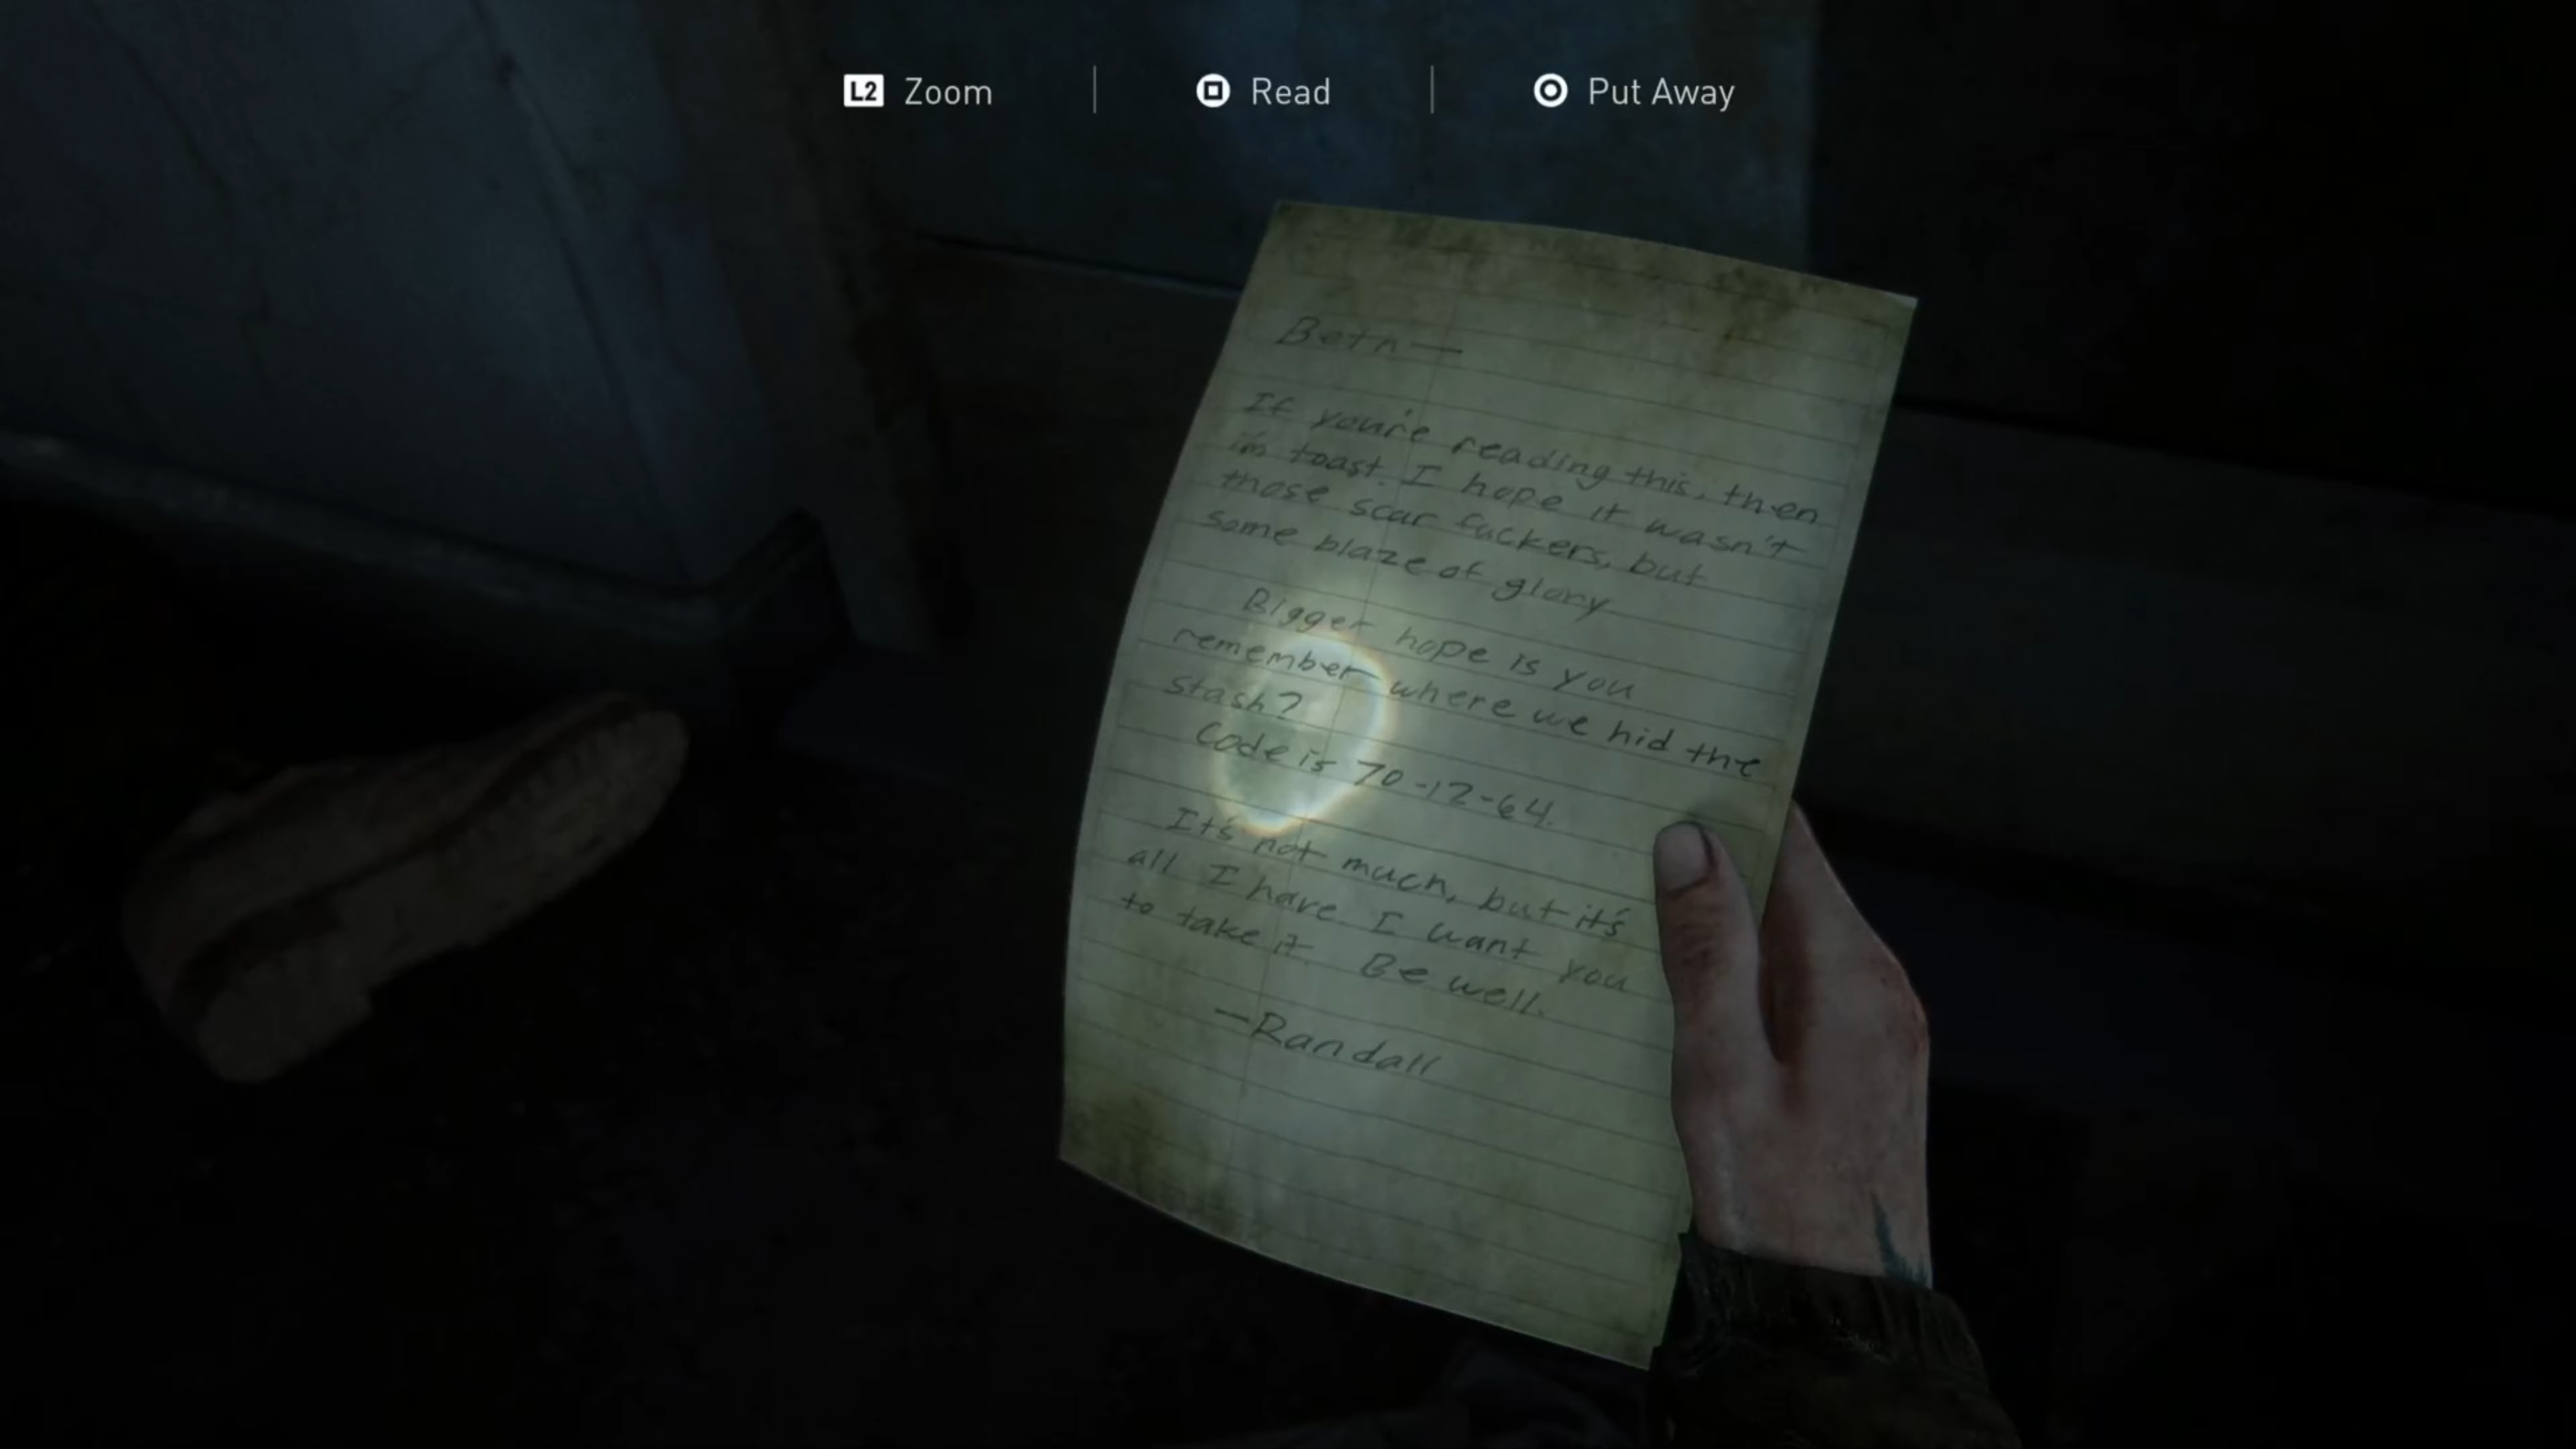 L2 Zoom | Read | Put Away
Beth—
If you're reading this, then
i'm toast. I hope it wasn't
those scar fuckers, but
some blaze of glory
Bigger hope is you
remember where we hid the
stash?
Code is 70-12-64.
It's not much, but it's
all I have I want you
to take it. Be well.
—Randall